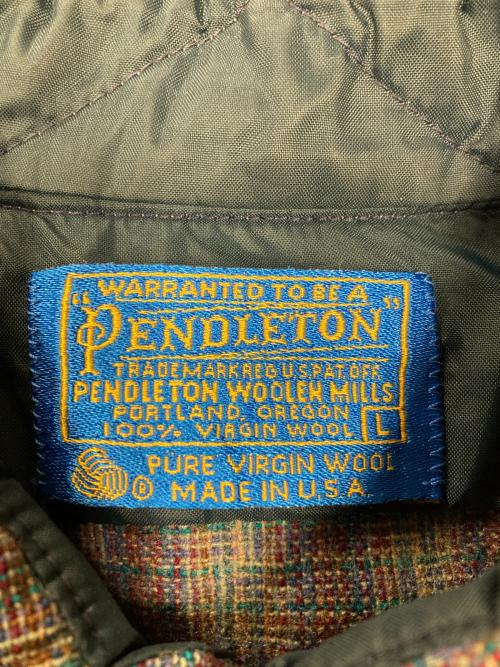 WARRANTED TO BE A
"PENDLETON"
TRADEMARK REG U S PAT. OFF.
PENDLETON WOOLEN MILLS
PORTLAND, OREGON
100% VIRGIN WOOL L
PURE VIRGIN WOOL
® MADE IN U.S.A.